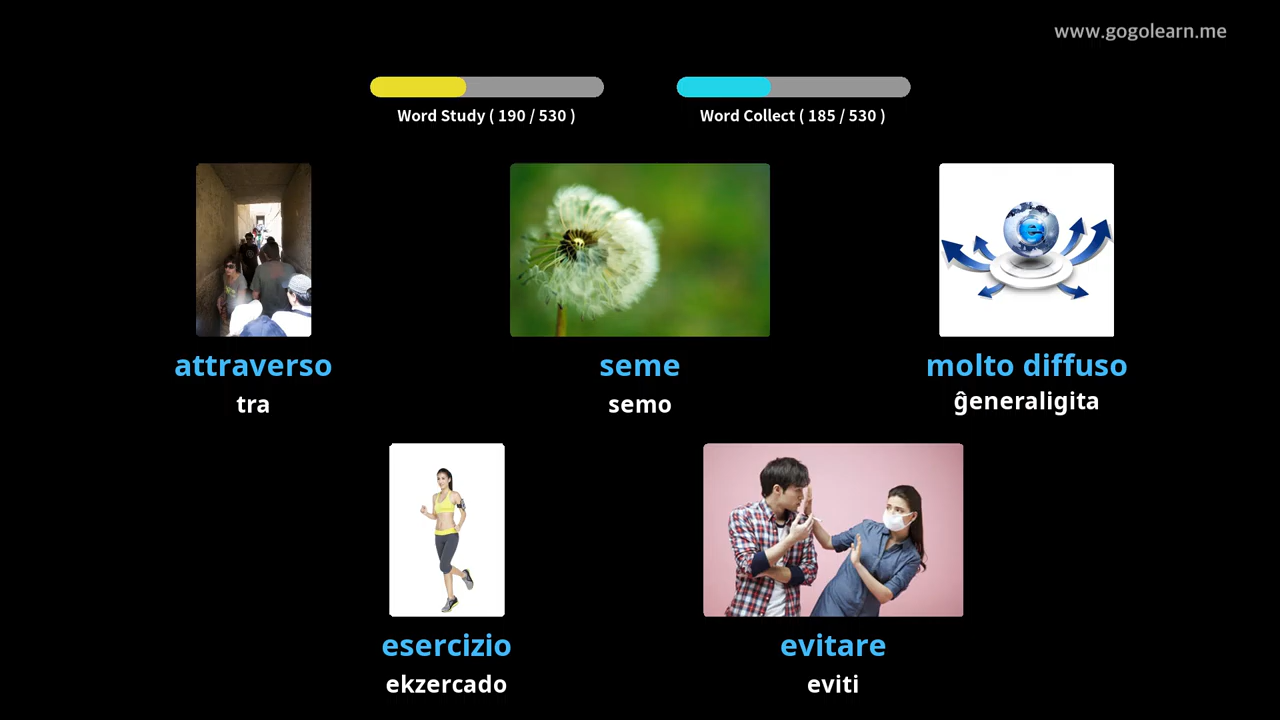 www.gogolearn.me
Word Study ( 190 / 530 )
Word Collect ( 185 / 530 )
attraverso
tra
seme
semo
e
molto diffuso
ĝeneraligita
esercizio
ekzercado
evitare
eviti